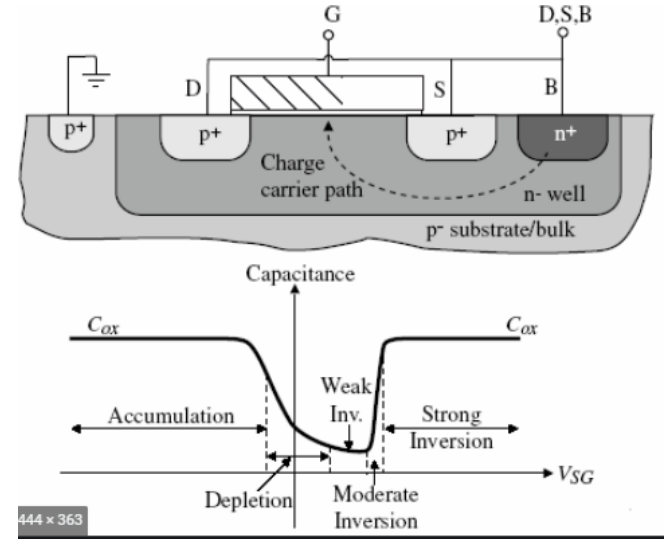 G
D,S,B
D
S
B
p+
p+
p+
n+
Charge
carrier path
n- well
p- substrate/bulk
Capacitance
Cox
Cox
Weak
Inv.
Accumulation
Strong
Inversion
VSG
Depletion
Moderate
Inversion
444 × 363